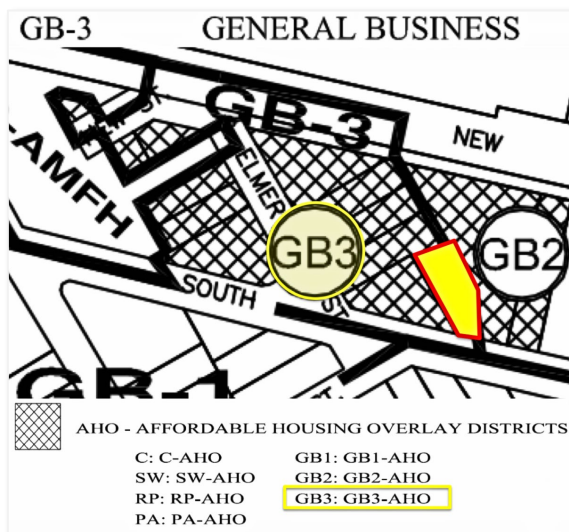 GB-3 GENERAL BUSINESS
GB-3
NEW
ELMER
AMFH
GB3
GB2
SOUTH
ST
GB-1
AHO - AFFORDABLE HOUSING OVERLAY DISTRICTS
C: C-AHO GB1: GB1-AHO
SW: SW-AHO GB2: GB2-AHO
RP: RP-AHO GB3: GB3-AHO
PA: PA-AHO